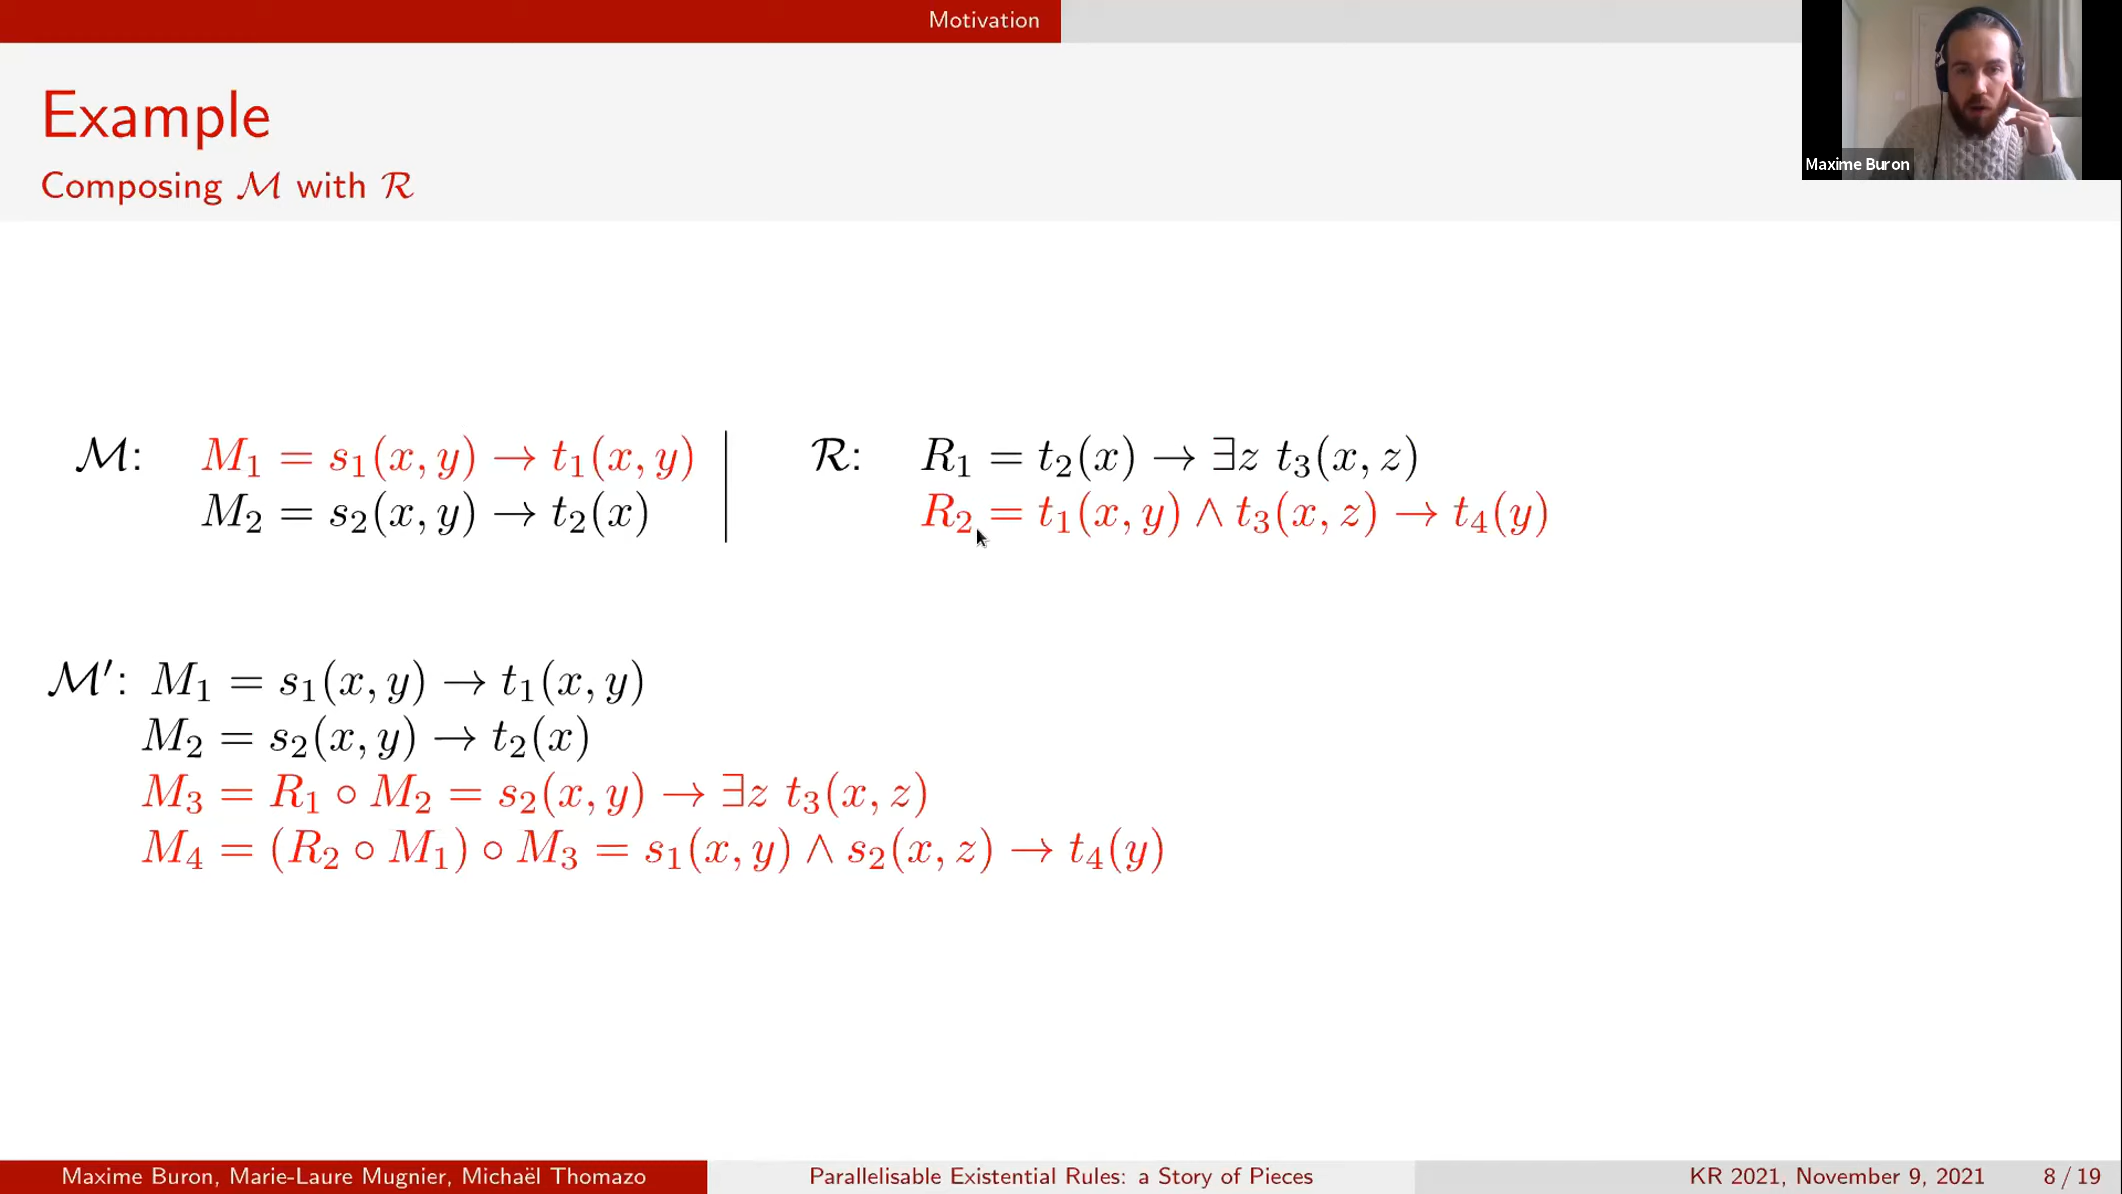 Motivation
Example
Composing ℳ with ℛ
Maxime Buron
ℳ: M₁ = s₁(x, y) → t₁(x, y)
M₂ = s₂(x, y) → t₂(x)
ℛ: R₁ = t₂(x) → ∃z t₃(x, z)
R₂ = t₁(x, y) ∧ t₃(x, z) → t₄(y)
ℳ′: M₁ = s₁(x, y) → t₁(x, y)
M₂ = s₂(x, y) → t₂(x)
M₃ = R₁ ∘ M₂ = s₂(x, y) → ∃z t₃(x, z)
M₄ = (R₂ ∘ M₁) ∘ M₃ = s₁(x, y) ∧ s₂(x, z) → t₄(y)
Maxime Buron, Marie-Laure Mugnier, Michaël Thomazo
Parallelisable Existential Rules: a Story of Pieces
KR 2021, November 9, 2021 8 / 19